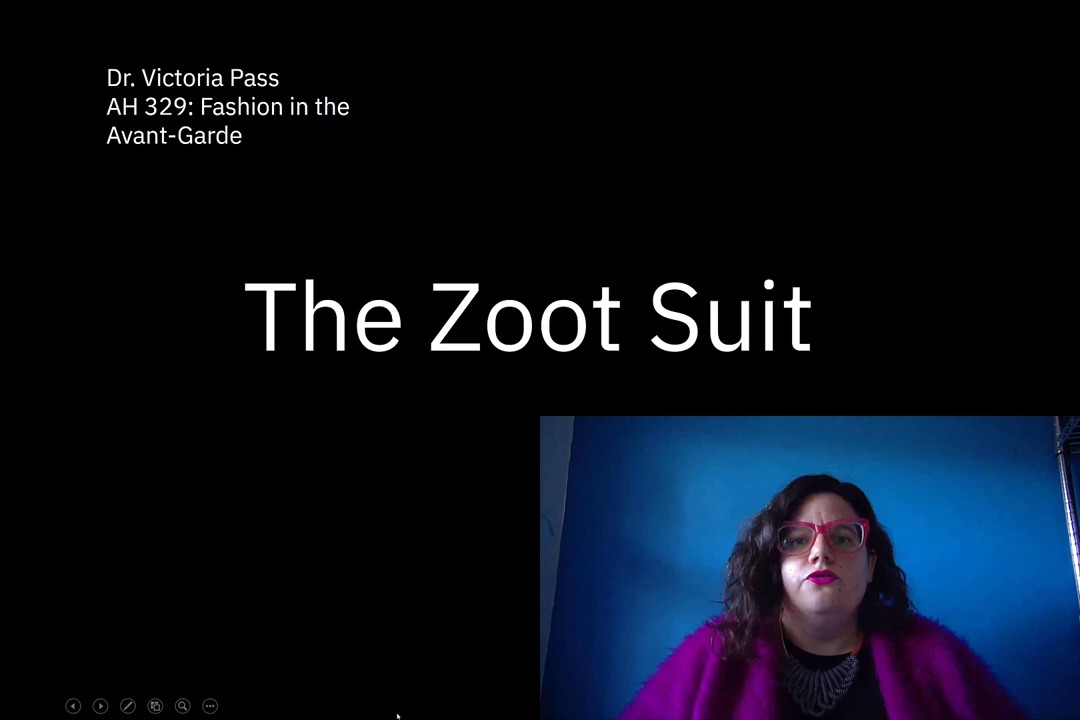 Dr. Victoria Pass
AH 329: Fashion in the
Avant-Garde
The Zoot Suit